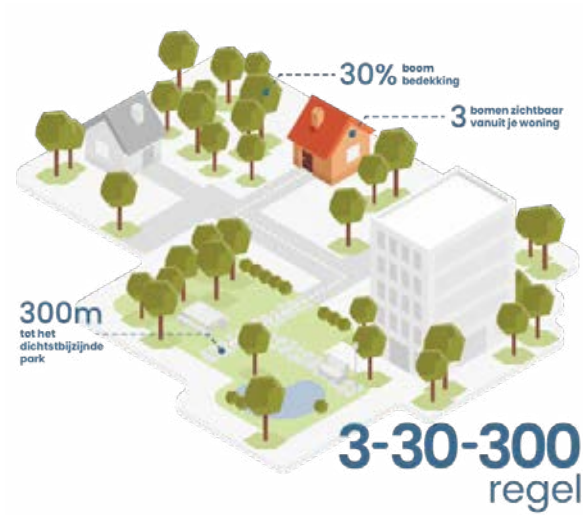 30% boom
bedekking
3 bomen zichtbaar
vanuit je woning
300m
tot het
dichtstbijzijnde
park
3-30-300
regel